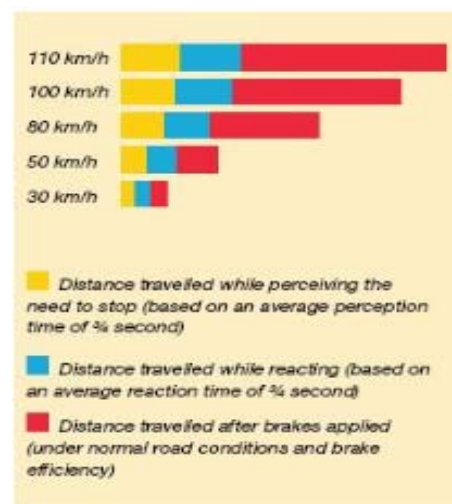 110 km/h
100 km/h
80 km/h
50 km/h
30 km/h
Distance travelled while perceiving the
need to stop (based on an average perception
time of ¾ second)
Distance travelled while reacting (based on
an average reaction time of ¾ second)
Distance travelled after brakes applied
(under normal road conditions and brake
efficiency)